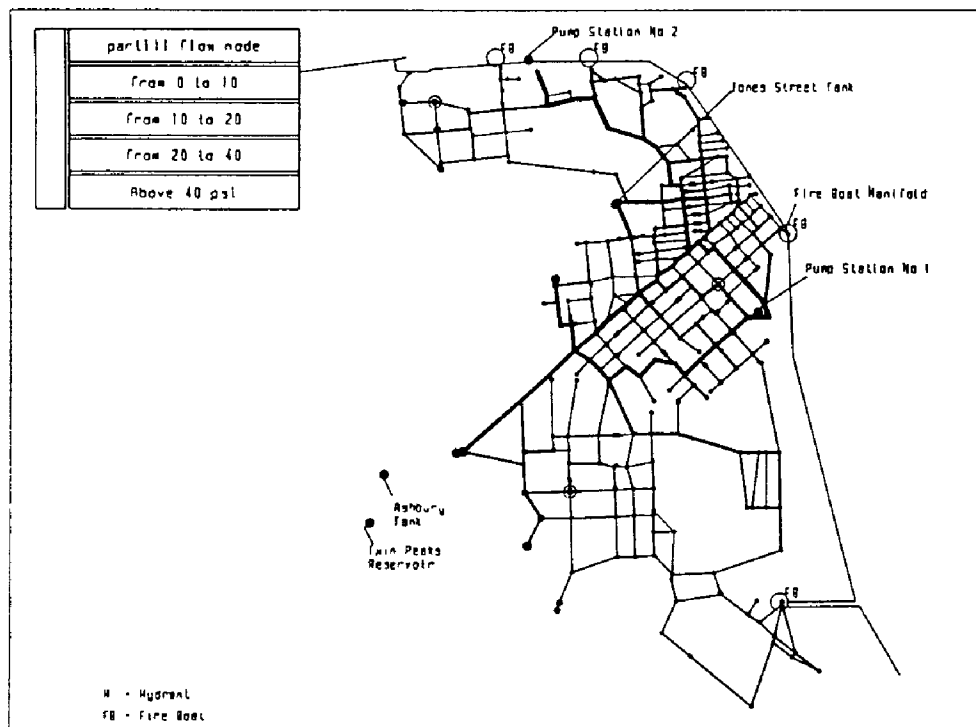 partial flow node
from 0 to 10
from 10 to 20
from 20 to 40
Above 40 psi
FB
Pump Station No 2
FB
FB
Jones Street Tank
Fire Boat Manifold
FB
Pump Station No 1
Ashbury
Tank
Twin Peaks
Reservoir
FB
H - Hydrant
FB - Fire Boat